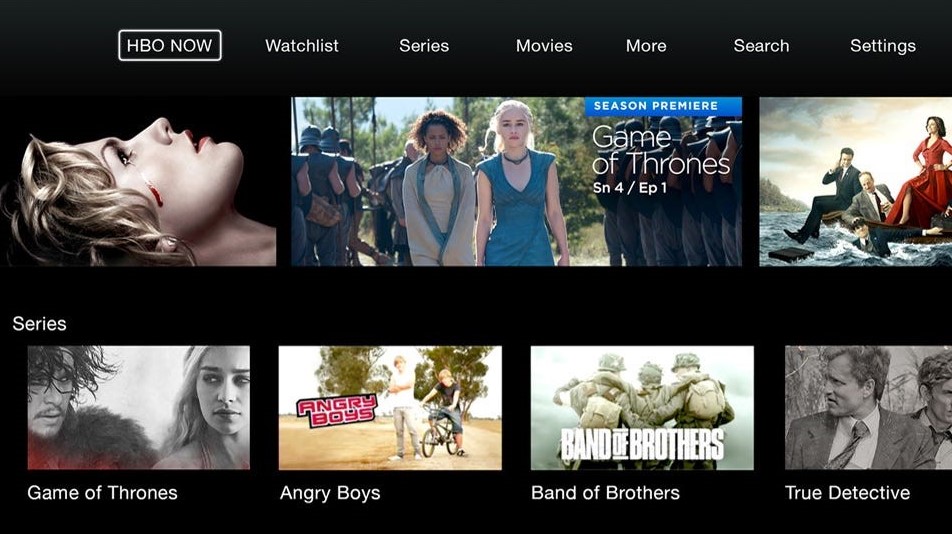 HBO NOW Watchlist Series Movies More Search Settings
SEASON PREMIERE
Game
of Thrones
Sn 4 / Ep 1
Series
ANGRY
BOYS
BAND OF BROTHERS
Game of Thrones Angry Boys Band of Brothers True Detective